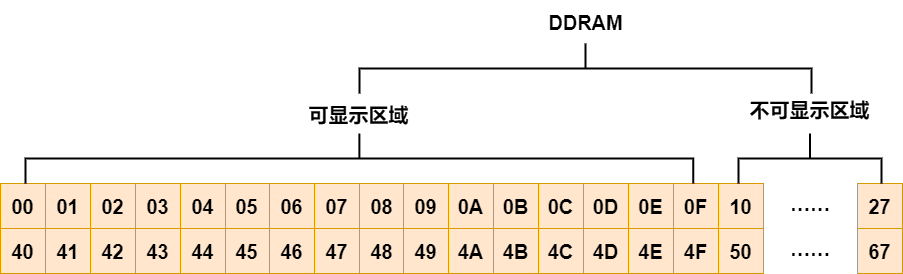 DDRAM
可显示区域
不可显示区域
00 01 02 03 04 05 06 07 08 09 0A 0B 0C 0D 0E 0F 10 …… 27
40 41 42 43 44 45 46 47 48 49 4A 4B 4C 4D 4E 4F 50 …… 67